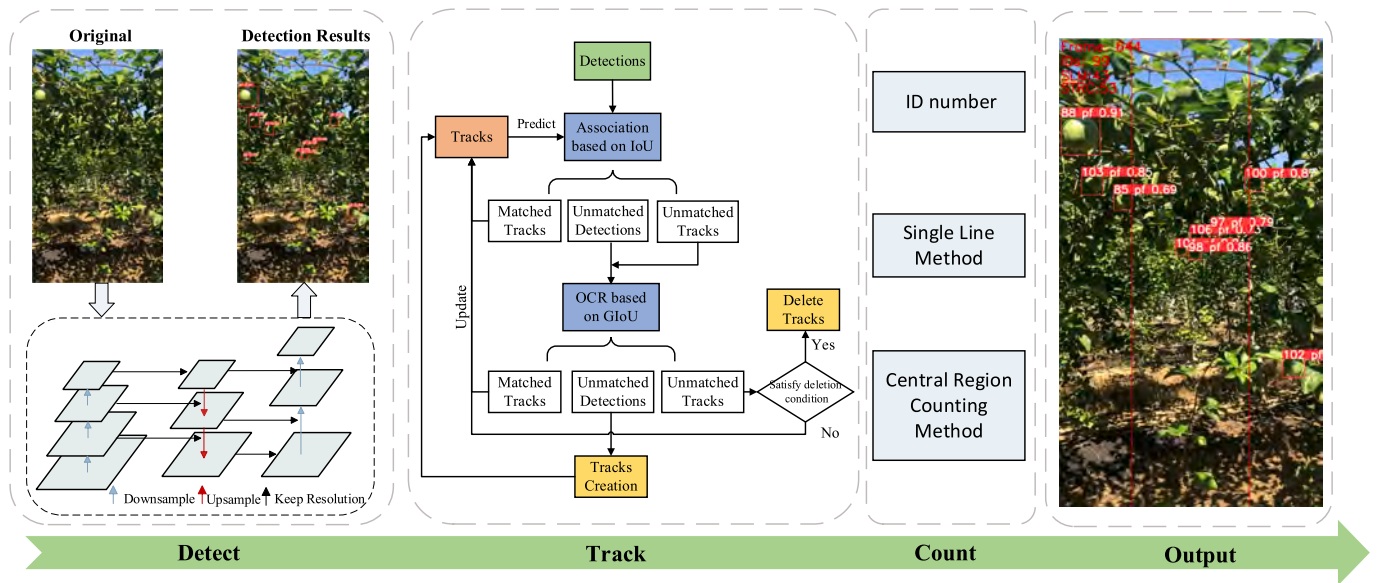 Original
Detection Results
Downsample
Upsample
Keep Resolution
Detections
Tracks
Predict
Association
based on IoU
Matched
Tracks
Unmatched
Detections
Unmatched
Tracks
Update
OCR based
on GIoU
Delete
Tracks
Yes
Matched
Tracks
Unmatched
Detections
Unmatched
Tracks
Satisfy deletion
condition
No
Tracks
Creation
ID number
Single Line
Method
Central Region
Counting
Method
88 pf 0.91
103 pf 0.85
85 pf 0.69
100 pf
97 pf 0.79
98 pf 0.86
102 pf
Detect
Track
Count
Output